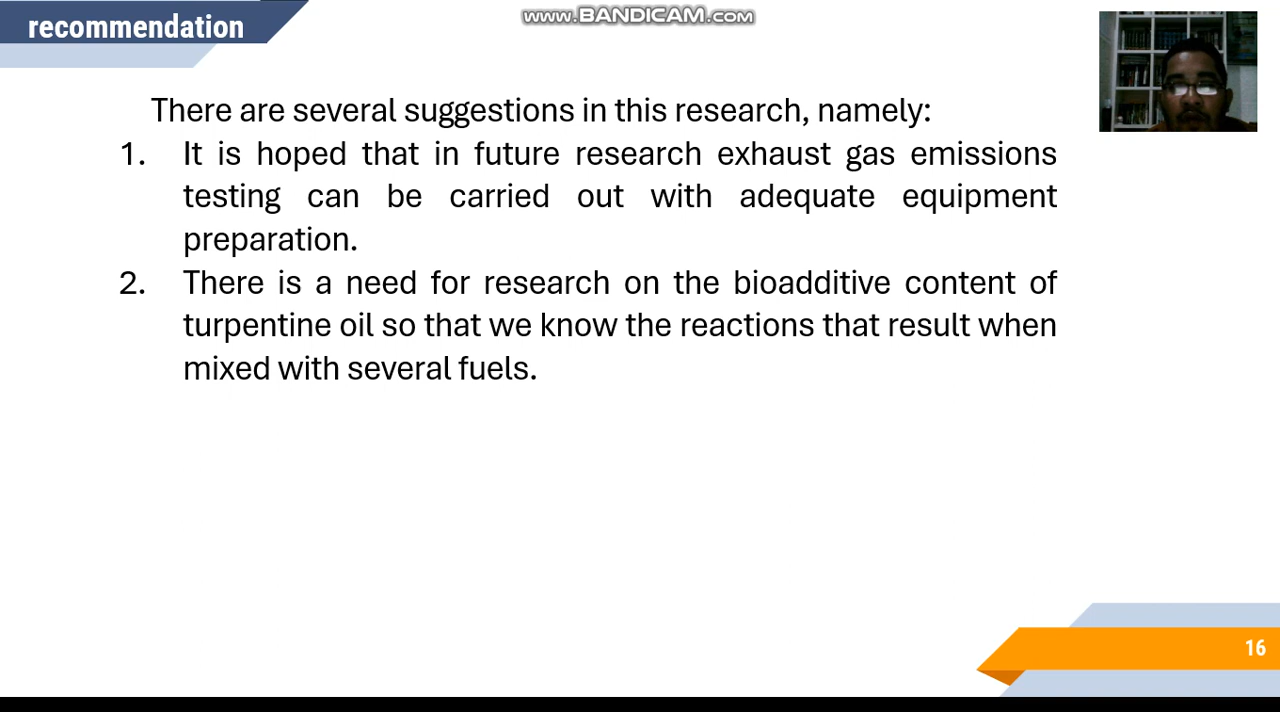 recommendation
www.BANDICAM.com
There are several suggestions in this research, namely:
1. It is hoped that in future research exhaust gas emissions
testing can be carried out with adequate equipment
preparation.
2. There is a need for research on the bioadditive content of
turpentine oil so that we know the reactions that result when
mixed with several fuels.
16